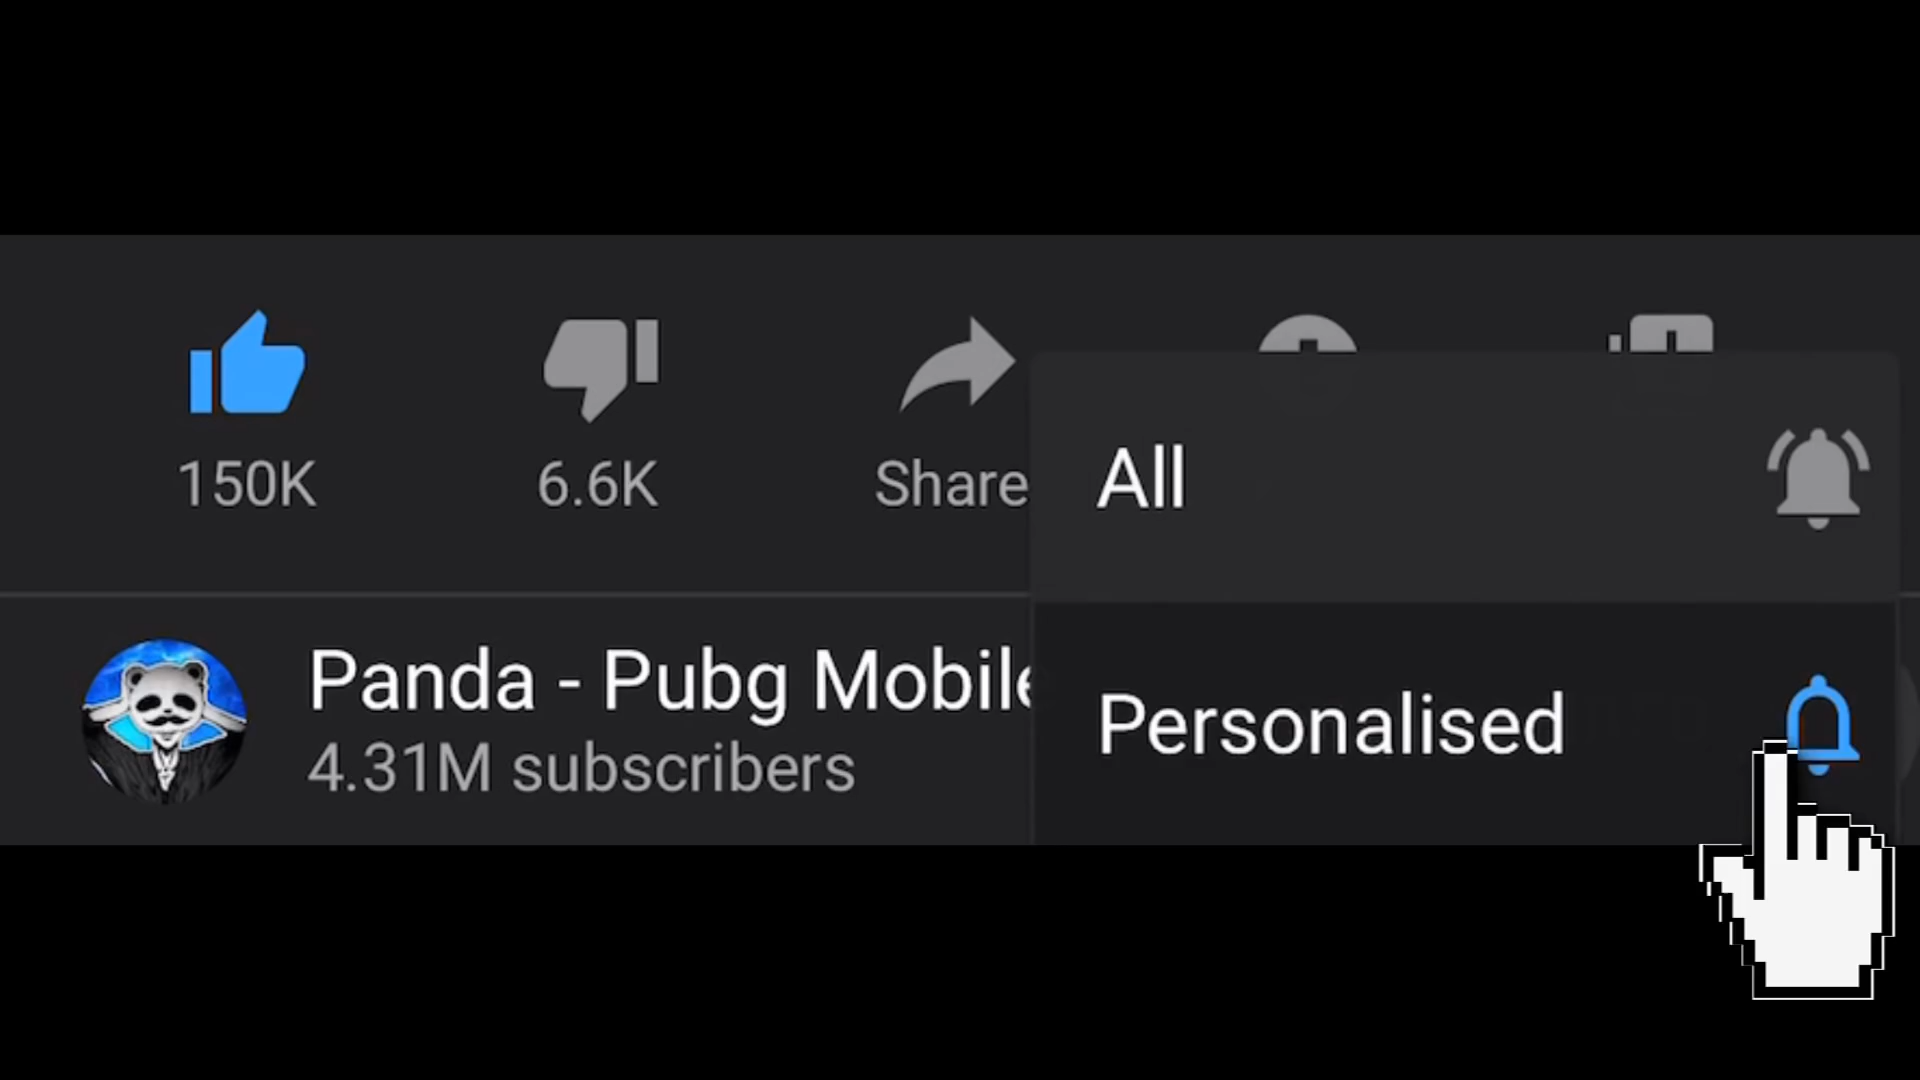 150K
6.6K
Share
All
Panda - Pubg Mobile
4.31M subscribers
Personalised